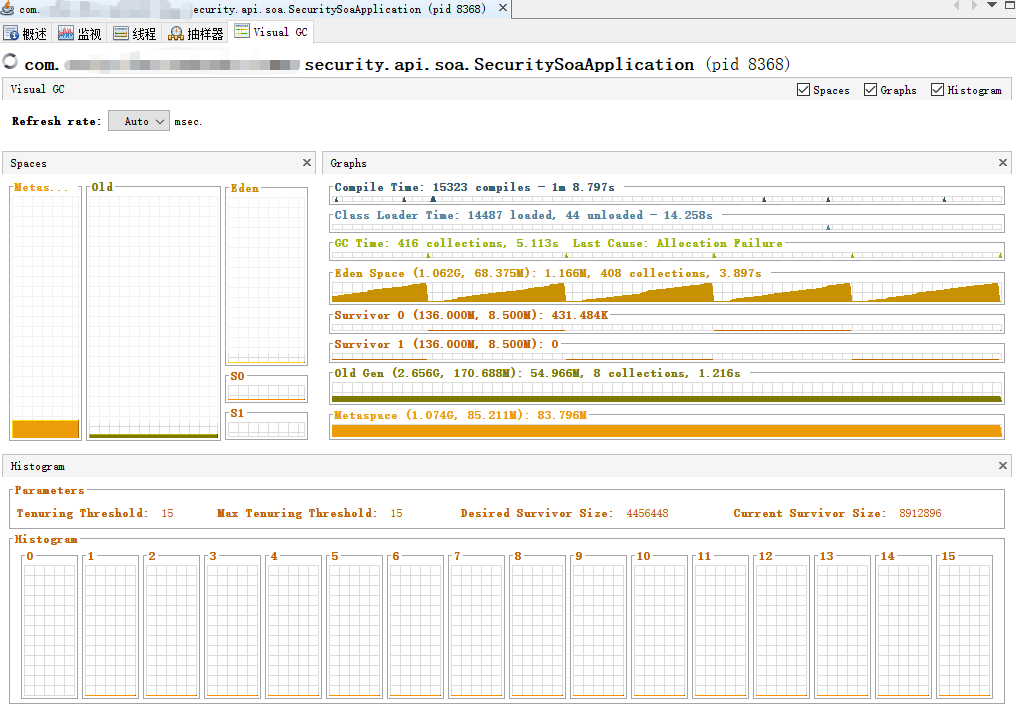 com. ecurity.api.soa.SecuritySoaApplication (pid 8368)
概述 监视 线程 抽样器 Visual GC
com. security.api.soa.SecuritySoaApplication (pid 8368)
Visual GC Spaces Graphs Histogram
Refresh rate: Auto msec.
Spaces
Metas... Old Eden
S0
S1
Graphs
Compile Time: 15323 compiles - 1m 8.797s
Class Loader Time: 14487 loaded, 44 unloaded - 14.258s
GC Time: 416 collections, 5.113s Last Cause: Allocation Failure
Eden Space (1.062G, 68.375M): 1.166M, 408 collections, 3.897s
Survivor 0 (136.000M, 8.500M): 431.484K
Survivor 1 (136.000M, 8.500M): 0
Old Gen (2.656G, 170.688M): 54.966M, 8 collections, 1.216s
Metaspace (1.074G, 85.211M): 83.796M
Histogram
Parameters
Tenuring Threshold: 15 Max Tenuring Threshold: 15 Desired Survivor Size: 4456448 Current Survivor Size: 8912896
Histogram
0 1 2 3 4 5 6 7 8 9 10 11 12 13 14 15